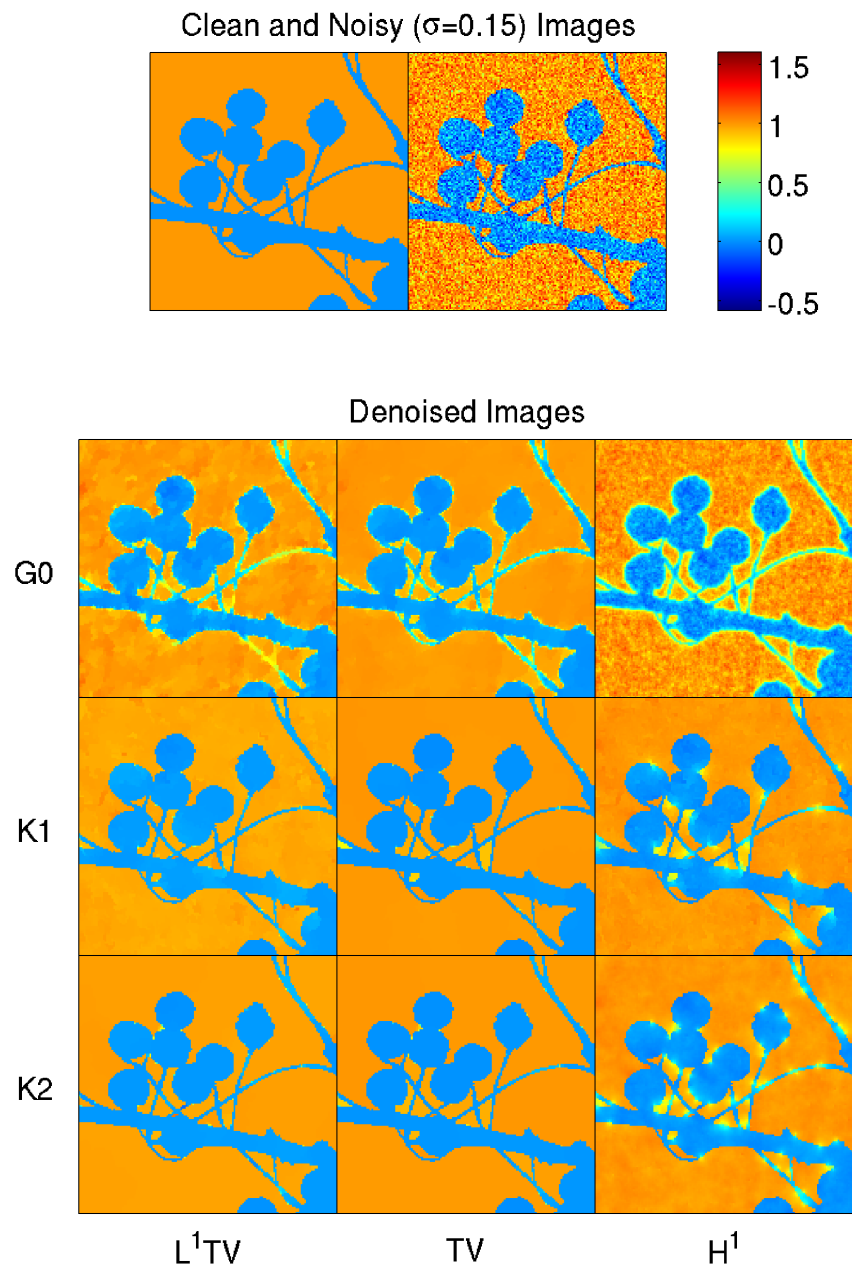 Clean and Noisy (σ=0.15) Images
1.5
1
0.5
0
-0.5
Denoised Images
G0
K1
K2
L¹TV TV H¹